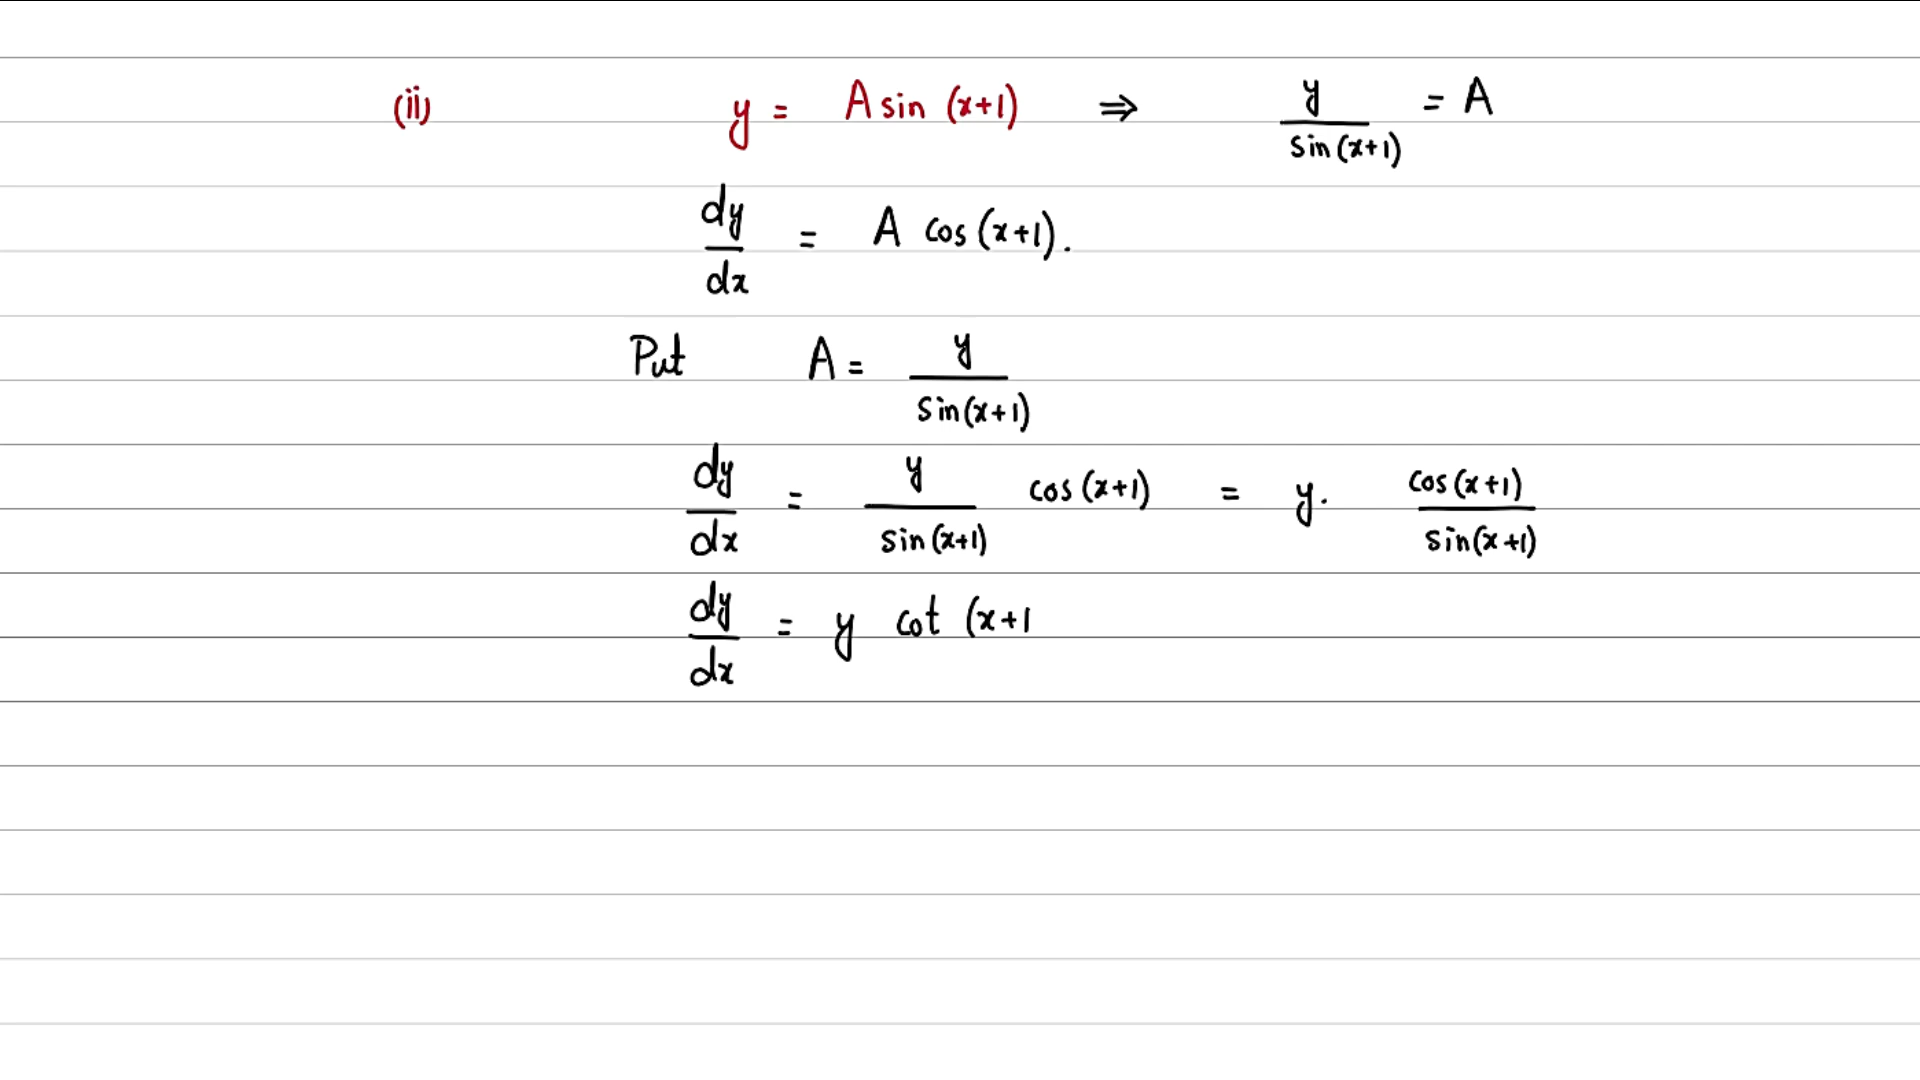 (ii) y = A sin (x+1) ⇒ y/sin(x+1) = A
dy/dx = A cos(x+1).
Put A = y/sin(x+1)
dy/dx = y/sin(x+1) cos(x+1) = y. cos(x+1)/sin(x+1)
dy/dx = y cot (x+1